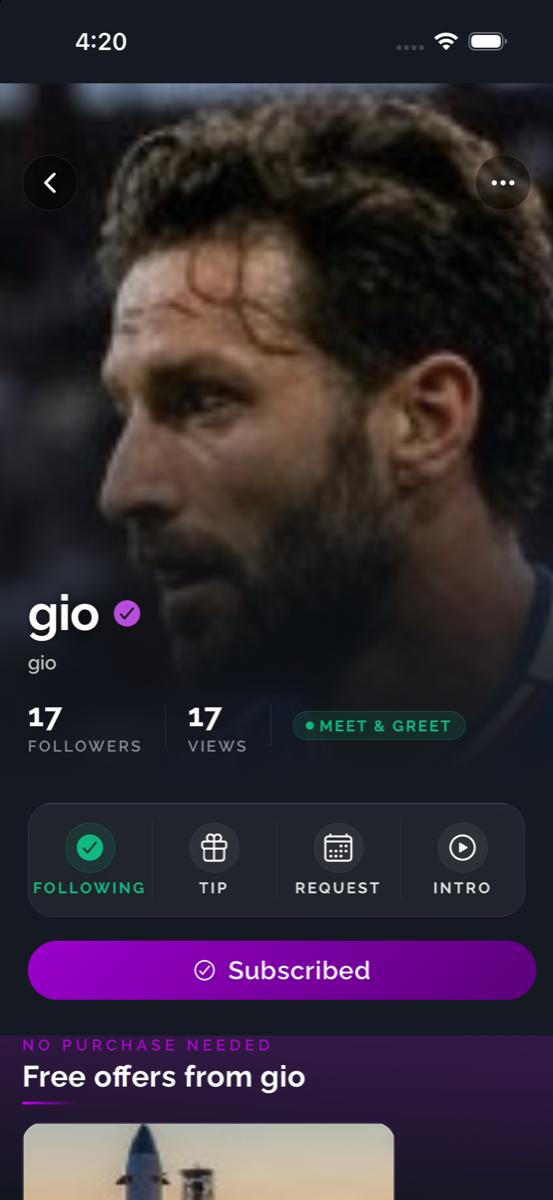 4:20
gio
gio
17 17 MEET & GREET
FOLLOWERS VIEWS
FOLLOWING TIP REQUEST INTRO
Subscribed
NO PURCHASE NEEDED
Free offers from gio